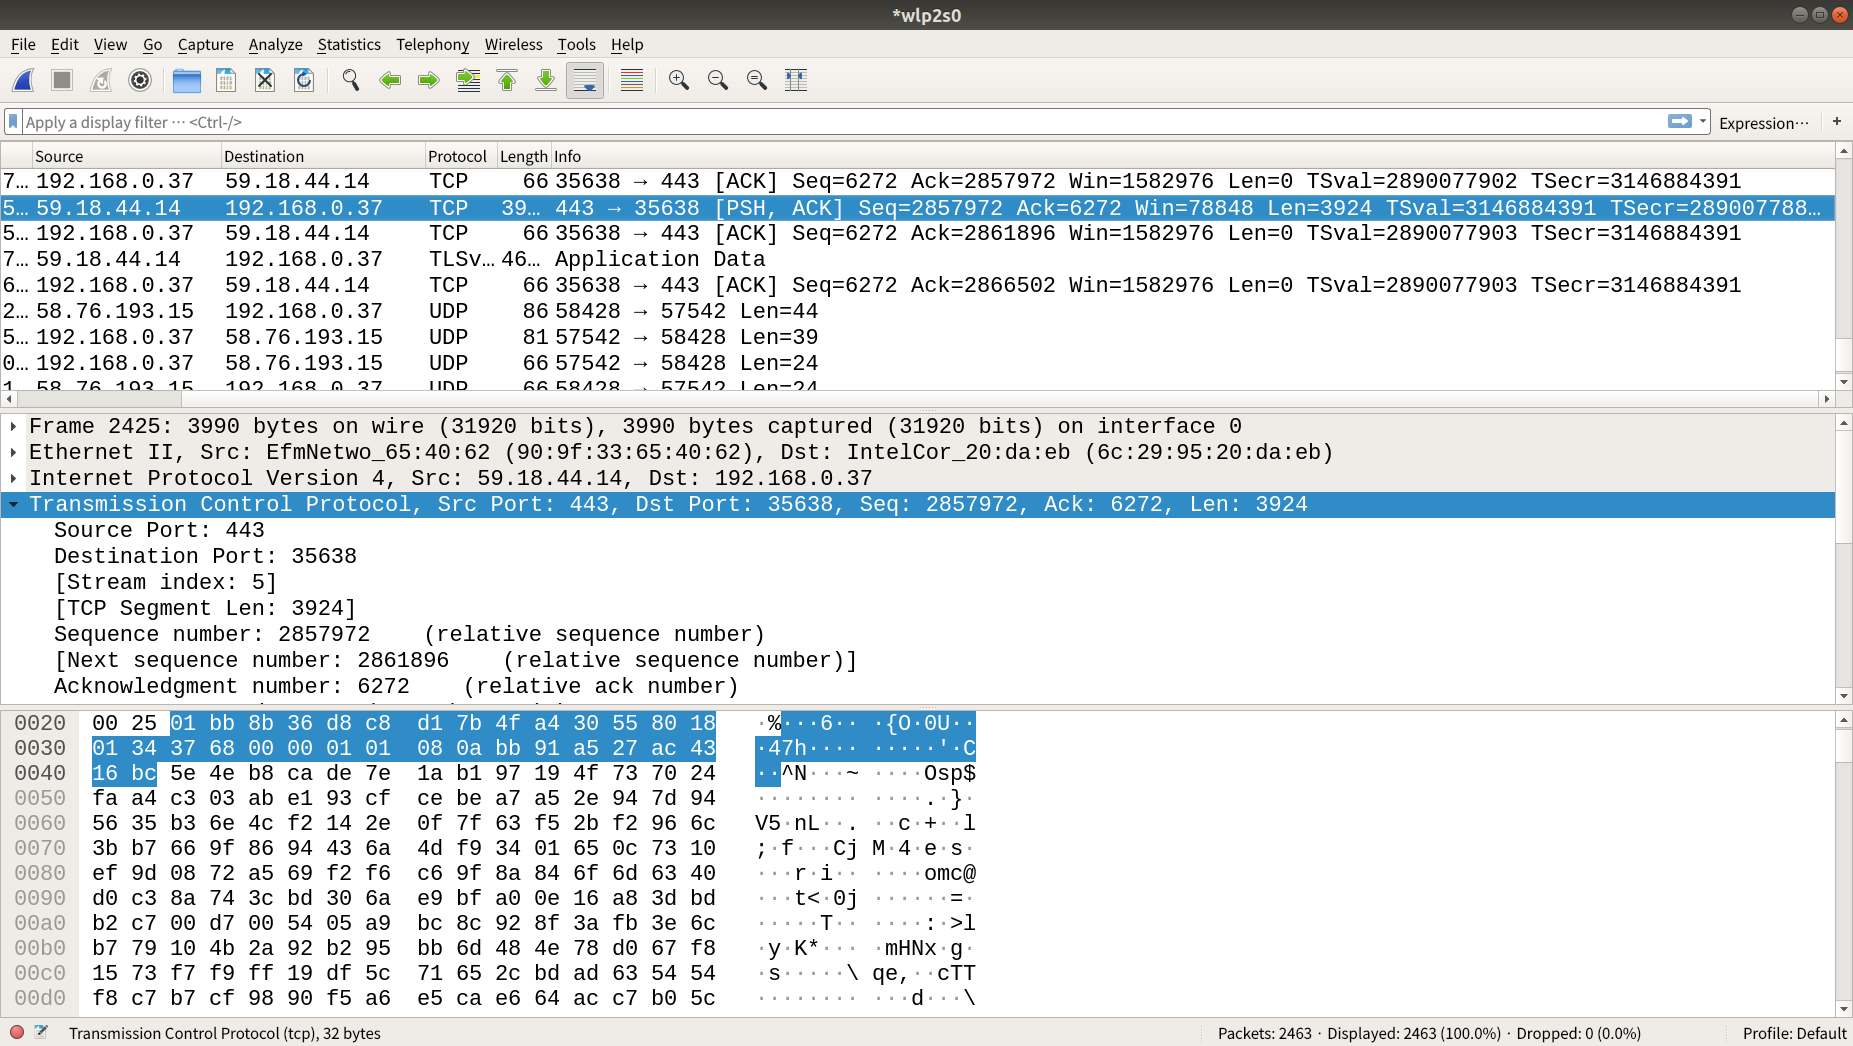 *wlp2s0
File Edit View Go Capture Analyze Statistics Telephony Wireless Tools Help
Apply a display filter ... <Ctrl-/> Expression... +
Source Destination Protocol Length Info
7... 192.168.0.37 59.18.44.14 TCP 66 35638 → 443 [ACK] Seq=6272 Ack=2857972 Win=1582976 Len=0 TSval=2890077902 TSecr=3146884391
5... 59.18.44.14 192.168.0.37 TCP 39... 443 → 35638 [PSH, ACK] Seq=2857972 Ack=6272 Win=78848 Len=3924 TSval=3146884391 TSecr=289007788...
5... 192.168.0.37 59.18.44.14 TCP 66 35638 → 443 [ACK] Seq=6272 Ack=2861896 Win=1582976 Len=0 TSval=2890077903 TSecr=3146884391
7... 59.18.44.14 192.168.0.37 TLSv... 46... Application Data
6... 192.168.0.37 59.18.44.14 TCP 66 35638 → 443 [ACK] Seq=6272 Ack=2866502 Win=1582976 Len=0 TSval=2890077903 TSecr=3146884391
2... 58.76.193.15 192.168.0.37 UDP 86 58428 → 57542 Len=44
5... 192.168.0.37 58.76.193.15 UDP 81 57542 → 58428 Len=39
0... 192.168.0.37 58.76.193.15 UDP 66 57542 → 58428 Len=24
1... 58.76.193.15 192.168.0.37 UDP 66 58428 → 57542 Len=24
Frame 2425: 3990 bytes on wire (31920 bits), 3990 bytes captured (31920 bits) on interface 0
Ethernet II, Src: EfmNetwo_65:40:62 (90:9f:33:65:40:62), Dst: IntelCor_20:da:eb (6c:29:95:20:da:eb)
Internet Protocol Version 4, Src: 59.18.44.14, Dst: 192.168.0.37
Transmission Control Protocol, Src Port: 443, Dst Port: 35638, Seq: 2857972, Ack: 6272, Len: 3924
Source Port: 443
Destination Port: 35638
[Stream index: 5]
[TCP Segment Len: 3924]
Sequence number: 2857972 (relative sequence number)
[Next sequence number: 2861896 (relative sequence number)]
Acknowledgment number: 6272 (relative ack number)
0020 00 25 01 bb 8b 36 d8 c8 d1 7b 4f a4 30 55 80 18 ·%···6·· ·{O·0U··
0030 01 34 37 68 00 00 01 01 08 0a bb 91 a5 27 ac 43 ·47h···· ·····'·C
0040 16 bc 5e 4e b8 ca de 7e 1a b1 97 19 4f 73 70 24 ··^N···~ ····Osp$
0050 fa a4 c3 03 ab e1 93 cf ce be a7 a5 2e 94 7d 94 ········ ····.·}·
0060 56 35 b3 6e 4c f2 14 2e 0f 7f 63 f5 2b f2 96 6c V5·nL··. ··c·+··l
0070 3b b7 66 9f 86 94 43 6a 4d f9 34 01 65 0c 73 10 ;·f···Cj M·4·e·s·
0080 ef 9d 08 72 a5 69 f2 f6 c6 9f 8a 84 6f 6d 63 40 ···r·i·· ····omc@
0090 d0 c3 8a 74 3c bd 30 6a e9 bf a0 0e 16 a8 3d bd ···t<·0j ······=·
00a0 b2 c7 00 d7 00 54 05 a9 bc 8c 92 8f 3a fb 3e 6c ·····T·· ····:·>l
00b0 b7 79 10 4b 2a 92 b2 95 bb 6d 48 4e 78 d0 67 f8 ·y·K*··· ·mHNx·g·
00c0 15 73 f7 f9 ff 19 df 5c 71 65 2c bd ad 63 54 54 ·s·····\ qe,··cTT
00d0 f8 c7 b7 cf 98 90 f5 a6 e5 ca e6 64 ac c7 b0 5c ········ ···d···\
Transmission Control Protocol (tcp), 32 bytes Packets: 2463 · Displayed: 2463 (100.0%) · Dropped: 0 (0.0%) Profile: Default